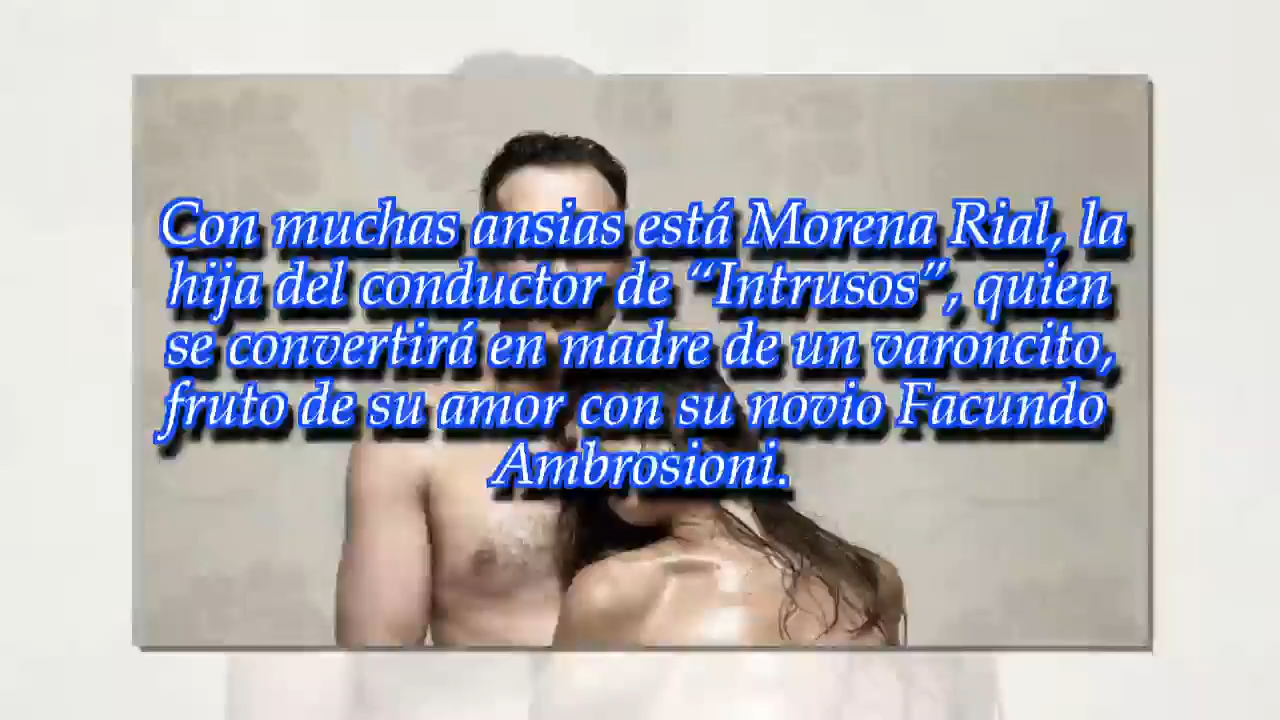 Con muchas ansias está Morena Rial, la
hija del conductor de “Intrusos”, quien
se convertirá en madre de un varoncito,
fruto de su amor con su novio Facundo
Ambrosioni.